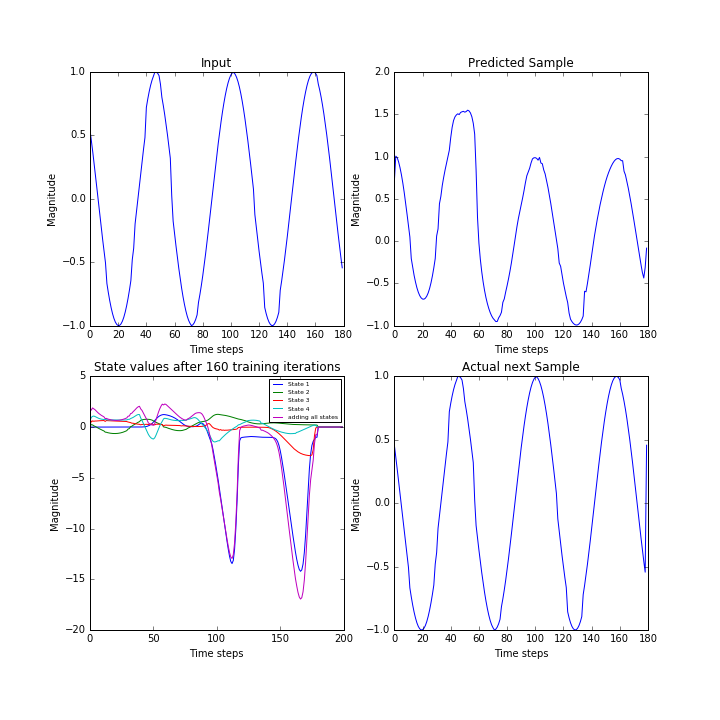 Input
1.0
0.5
0.0
−0.5
−1.0
Magnitude
0 20 40 60 80 100 120 140 160 180
Time steps
Predicted Sample
2.0
1.5
1.0
0.5
0.0
−0.5
−1.0
Magnitude
0 20 40 60 80 100 120 140 160 180
Time steps
State values after 160 training iterations
5
0
−5
−10
−15
−20
Magnitude
State 1
State 2
State 3
State 4
adding all states
0 50 100 150 200
Time steps
Actual next Sample
1.0
0.5
0.0
−0.5
−1.0
Magnitude
0 20 40 60 80 100 120 140 160 180
Time steps